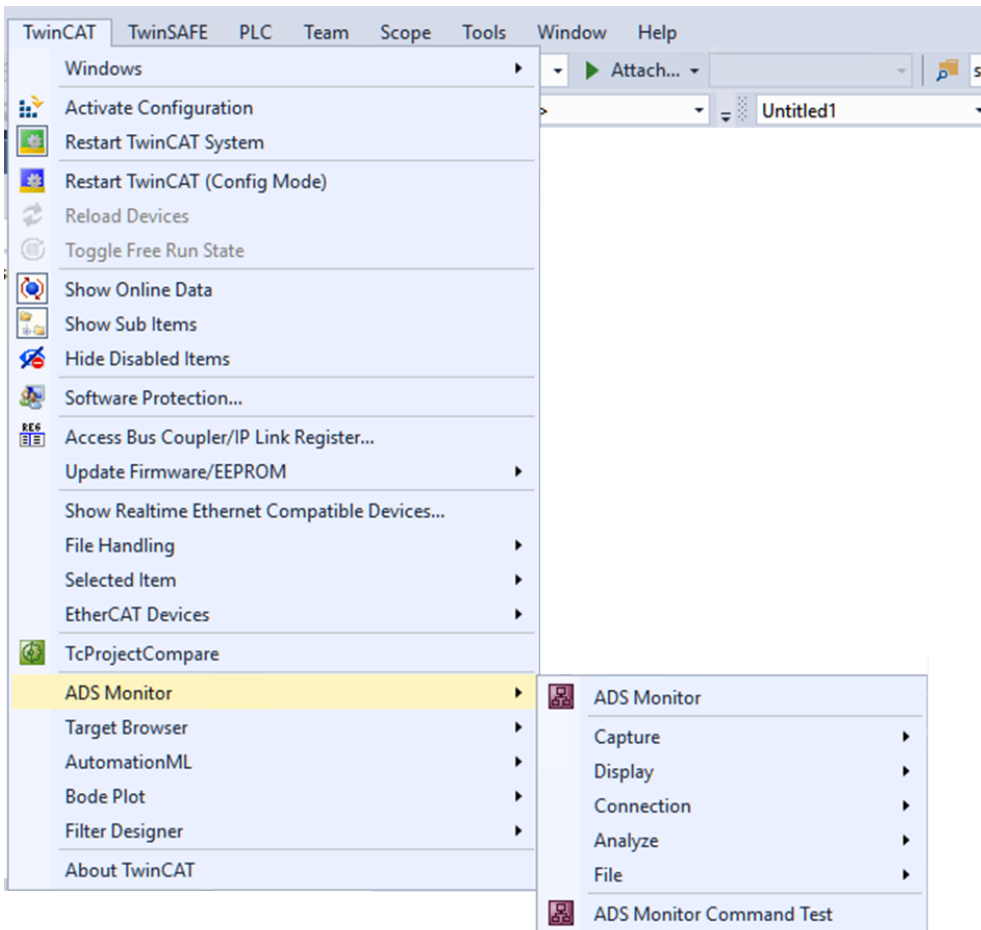 TwinCAT TwinSAFE PLC Team Scope Tools Window Help
Windows
Attach...
Activate Configuration
Untitled1
Restart TwinCAT System
Restart TwinCAT (Config Mode)
Reload Devices
Toggle Free Run State
Show Online Data
Show Sub Items
Hide Disabled Items
Software Protection...
REG
Access Bus Coupler/IP Link Register...
Update Firmware/EEPROM
Show Realtime Ethernet Compatible Devices...
File Handling
Selected Item
EtherCAT Devices
TcProjectCompare
ADS Monitor
Target Browser
AutomationML
Bode Plot
Filter Designer
About TwinCAT
ADS Monitor
Capture
Display
Connection
Analyze
File
ADS Monitor Command Test